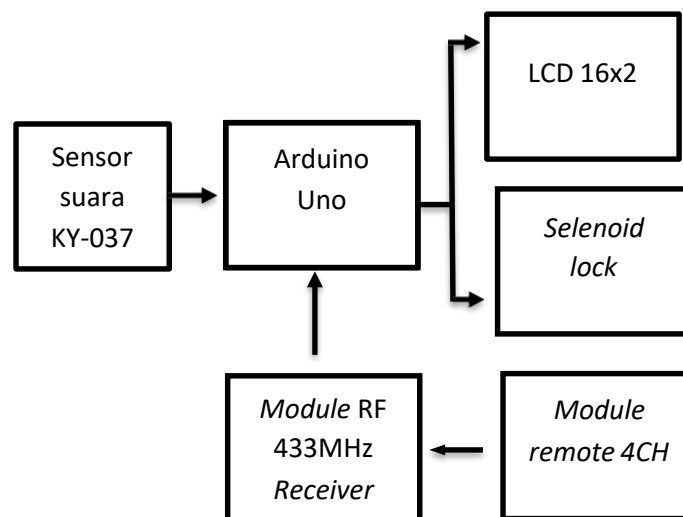 LCD 16x2
Sensor
suara
KY-037
Arduino
Uno
Selenoid
lock
Module RF
433MHz
Receiver
Module
remote 4CH